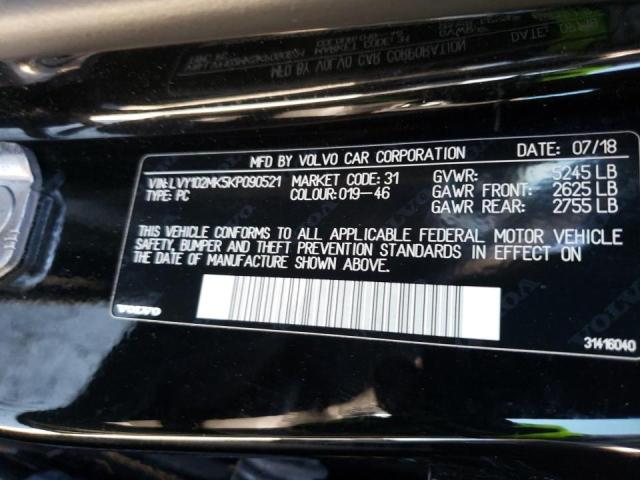 MFD BY VOLVO CAR CORPORATION DATE: 07/18
VIN: LVY102MK5KP090521 MARKET CODE: 31 GVWR: 5245 LB
TYPE: PC COLOUR: 019-46 GAWR FRONT: 2625 LB
GAWR REAR: 2755 LB
THIS VEHICLE CONFORMS TO ALL APPLICABLE FEDERAL MOTOR VEHICLE
SAFETY, BUMPER AND THEFT PREVENTION STANDARDS IN EFFECT ON
THE DATE OF MANUFACTURE SHOWN ABOVE.
VOLVO
31416040